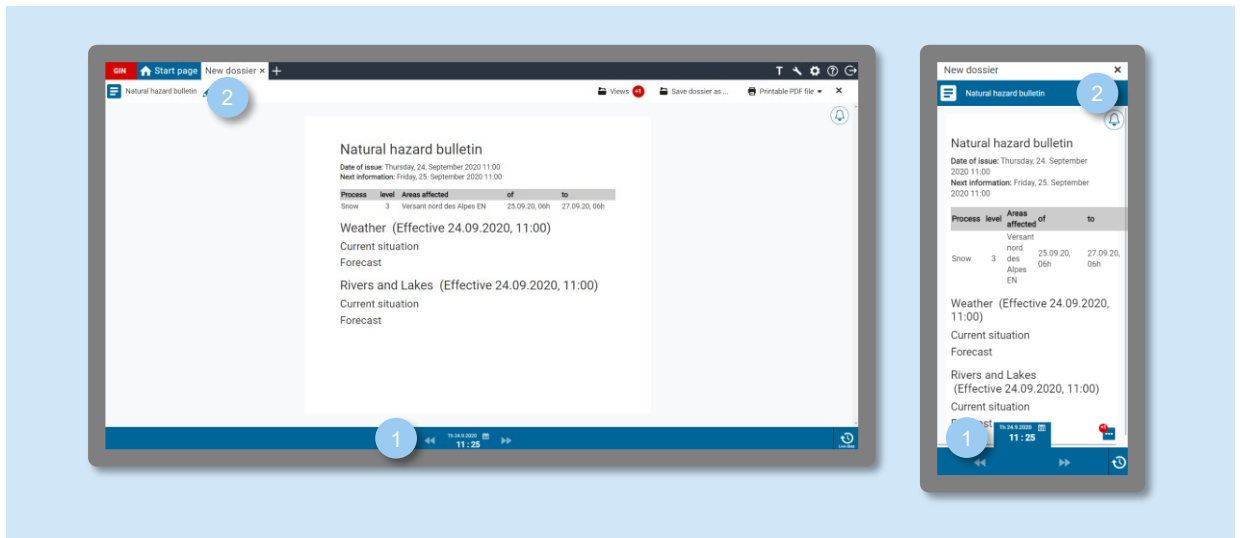 GIN Start page New dossier × +
T
Natural hazard bulletin
2
Views +1 Save dossier as ... Printable PDF file ×
Natural hazard bulletin
Date of issue: Thursday, 24. September 2020 11:00
Next information: Friday, 25. September 2020 11:00
Process level Areas affected of to
Snow 3 Versant nord des Alpes EN 25.09.20, 06h 27.09.20, 06h
Weather (Effective 24.09.2020, 11:00)
Current situation
Forecast
Rivers and Lakes (Effective 24.09.2020, 11:00)
Current situation
Forecast
1
Th 24.9.2020
11 : 25
Live data
New dossier ×
Natural hazard bulletin
2
Natural hazard bulletin
Date of issue: Thursday, 24. September
2020 11:00
Next information: Friday, 25. September
2020 11:00
Process level Areas affected of to
Snow 3 Versant nord des Alpes EN 25.09.20, 06h 27.09.20, 06h
Weather (Effective 24.09.2020,
11:00)
Current situation
Forecast
Rivers and Lakes
(Effective 24.09.2020, 11:00)
Current situation
st
1
Th 24.9.2020
11 : 25
+1